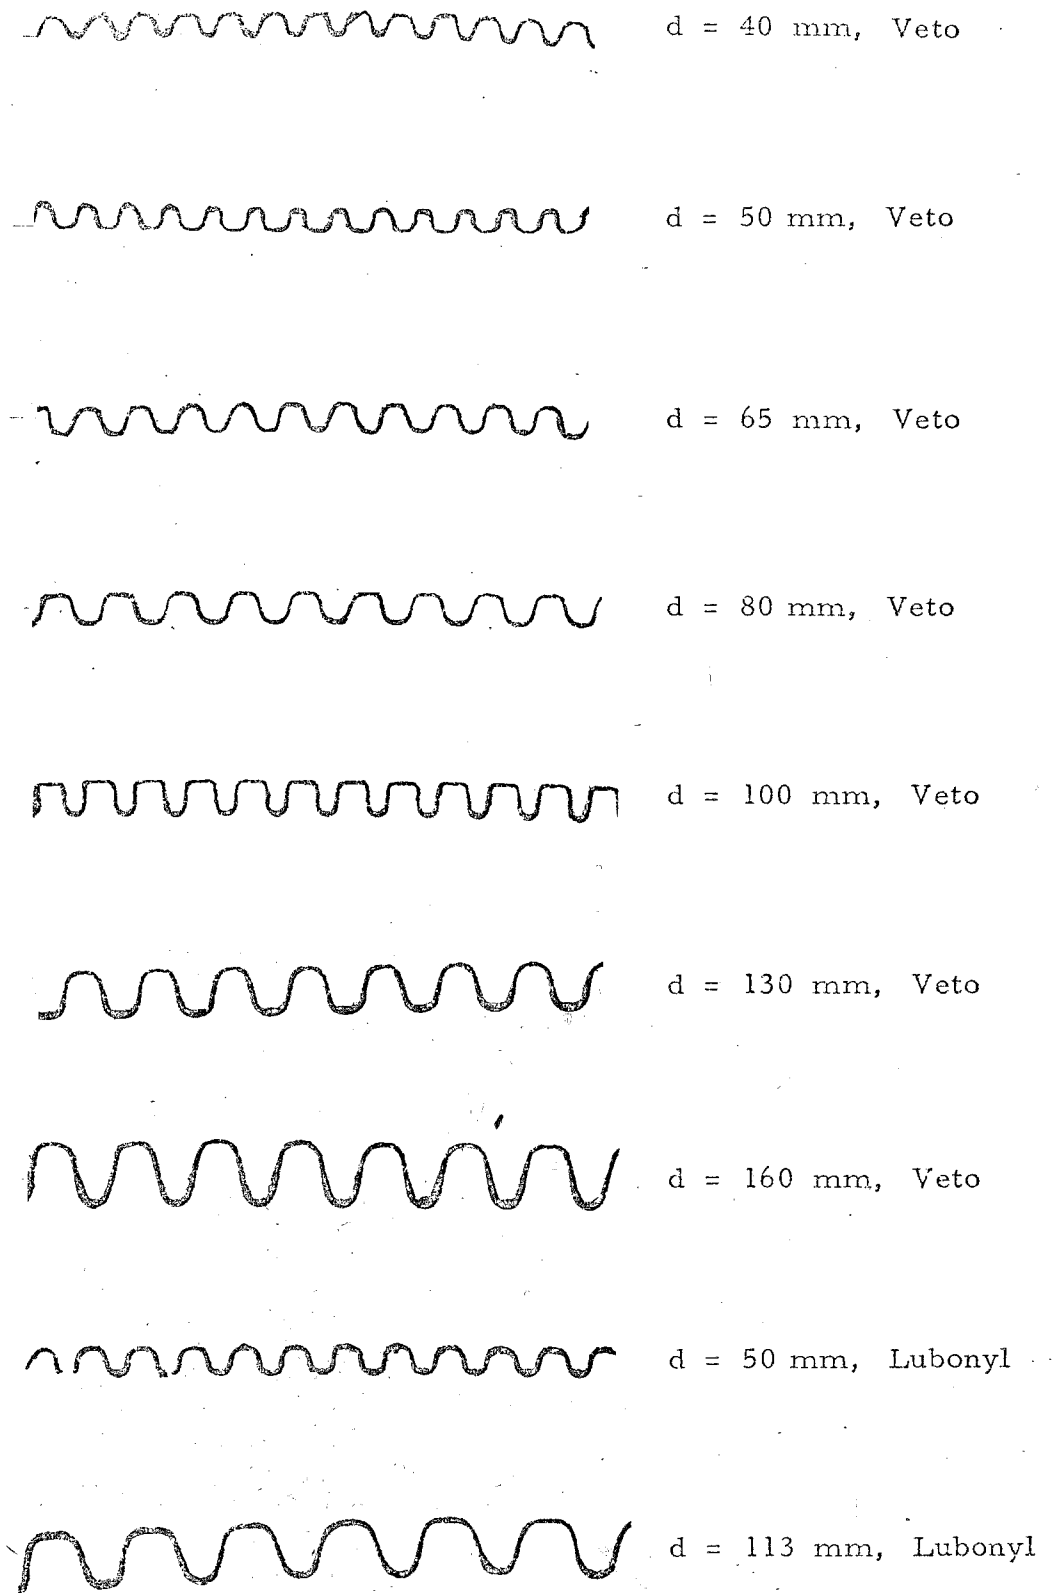 d = 40 mm, Veto
d = 50 mm, Veto
d = 65 mm, Veto
d = 80 mm, Veto
d = 100 mm, Veto
d = 130 mm, Veto
d = 160 mm, Veto
d = 50 mm, Lubonyl
d = 113 mm, Lubonyl